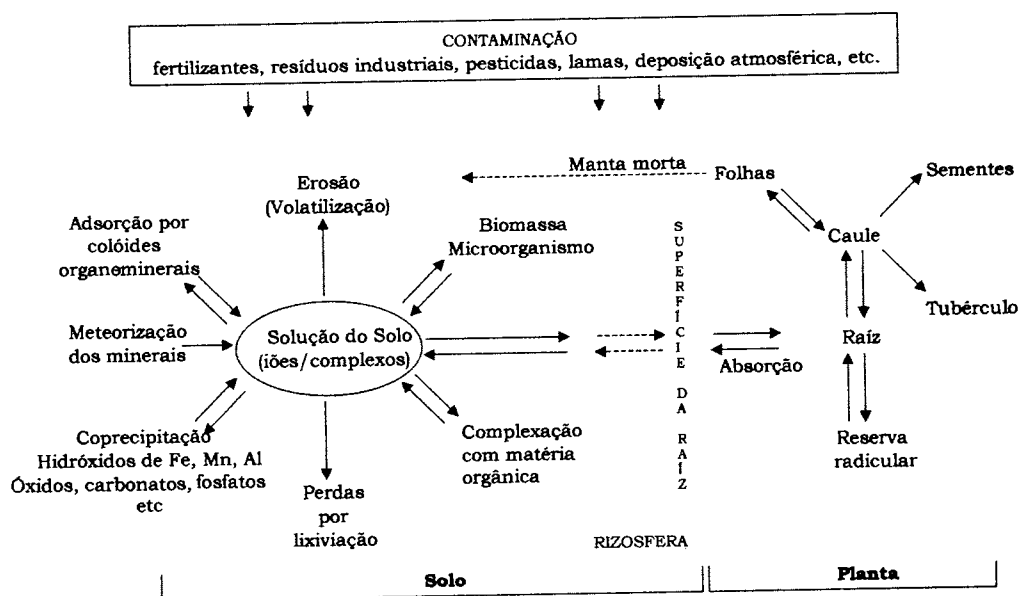 CONTAMINAÇÃO
fertilizantes, resíduos industriais, pesticidas, lamas, deposição atmosférica, etc.
Manta morta
Folhas
Sementes
Erosão
(Volatilização)
Adsorção por
colóides
organominerais
Biomassa
Microorganismo
Caule
Tubérculo
Meteorização
dos minerais
Solução do Solo
(iões/complexos)
SUPERFÍCIE DA RAÍZ
Absorção
Raíz
Coprecipitação
Hidróxidos de Fe, Mn, Al
Óxidos, carbonatos, fosfatos
etc
Complexação
com matéria
orgânica
Reserva
radicular
Perdas
por
lixiviação
RIZOSFERA
Solo
Planta